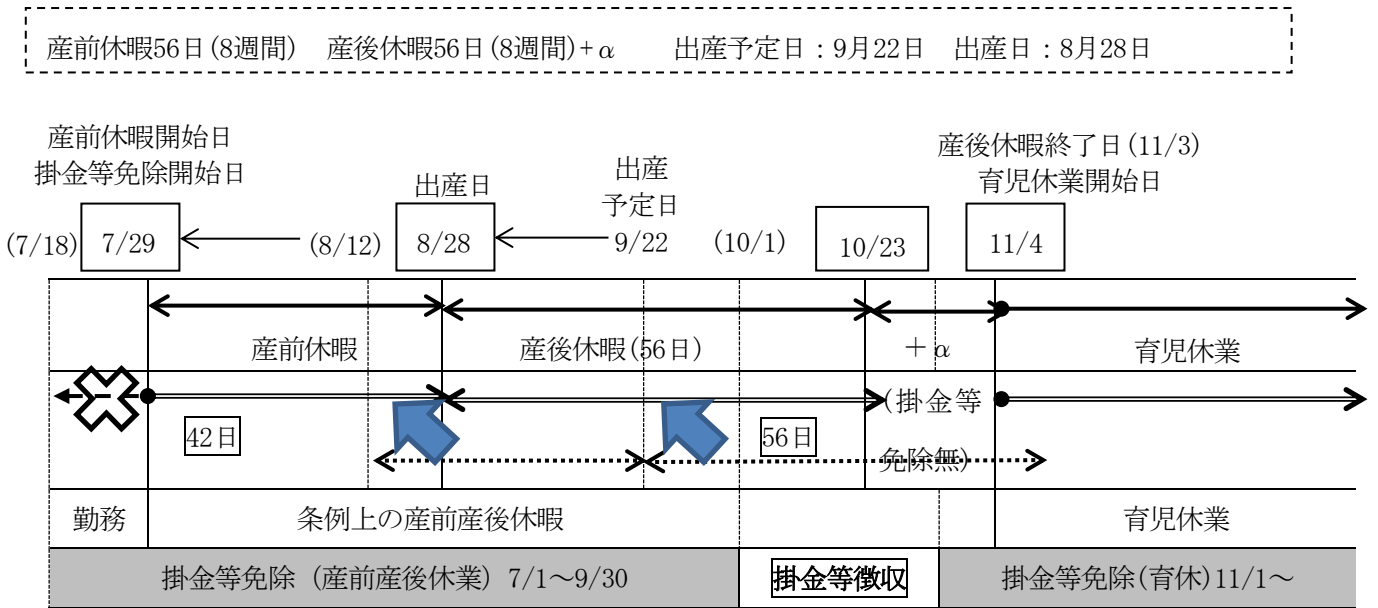 産前休暇56日(8週間)　産後休暇56日(8週間)+α　　出産予定日：9月22日　出産日：8月28日
産前休暇開始日
掛金等免除開始日
出産日
出産
予定日
産後休暇終了日(11/3)
育児休業開始日
(7/18) 7/29 (8/12) 8/28 9/22 (10/1) 10/23 11/4
産前休暇 産後休暇(56日) ＋α 育児休業
42日 56日 (掛金等
免除無)
勤務 条例上の産前産後休暇 育児休業
掛金等免除（産前産後休業）7/1～9/30 掛金等徴収 掛金等免除(育休)11/1～